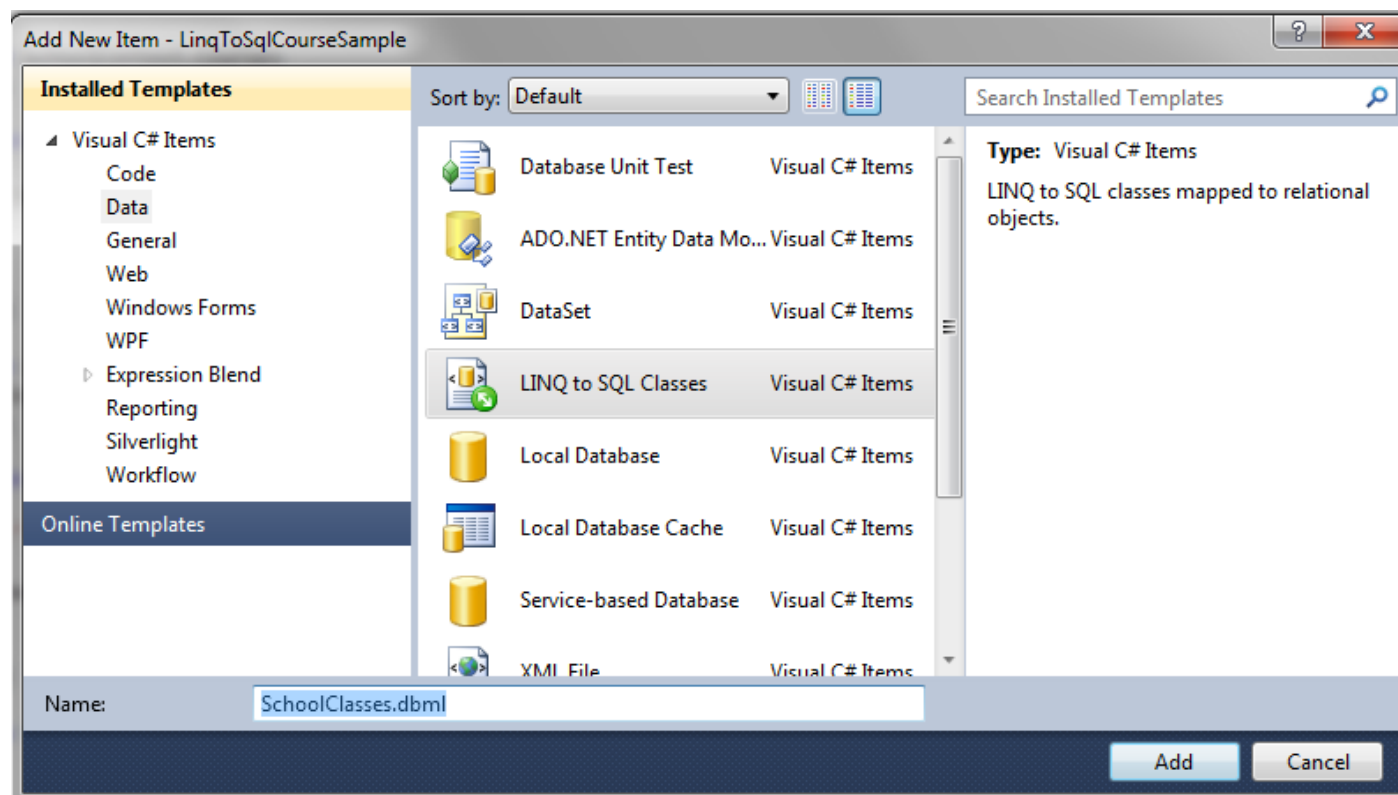 Add New Item - LinqToSqlCourseSample
Installed Templates
Visual C# Items
Code
Data
General
Web
Windows Forms
WPF
Expression Blend
Reporting
Silverlight
Workflow
Online Templates
Sort by: Default
Database Unit Test Visual C# Items
ADO.NET Entity Data Mo... Visual C# Items
DataSet Visual C# Items
LINQ to SQL Classes Visual C# Items
Local Database Visual C# Items
Local Database Cache Visual C# Items
Service-based Database Visual C# Items
XML File Visual C# Items
Search Installed Templates
Type: Visual C# Items
LINQ to SQL classes mapped to relational
objects.
Name: SchoolClasses.dbml
Add Cancel